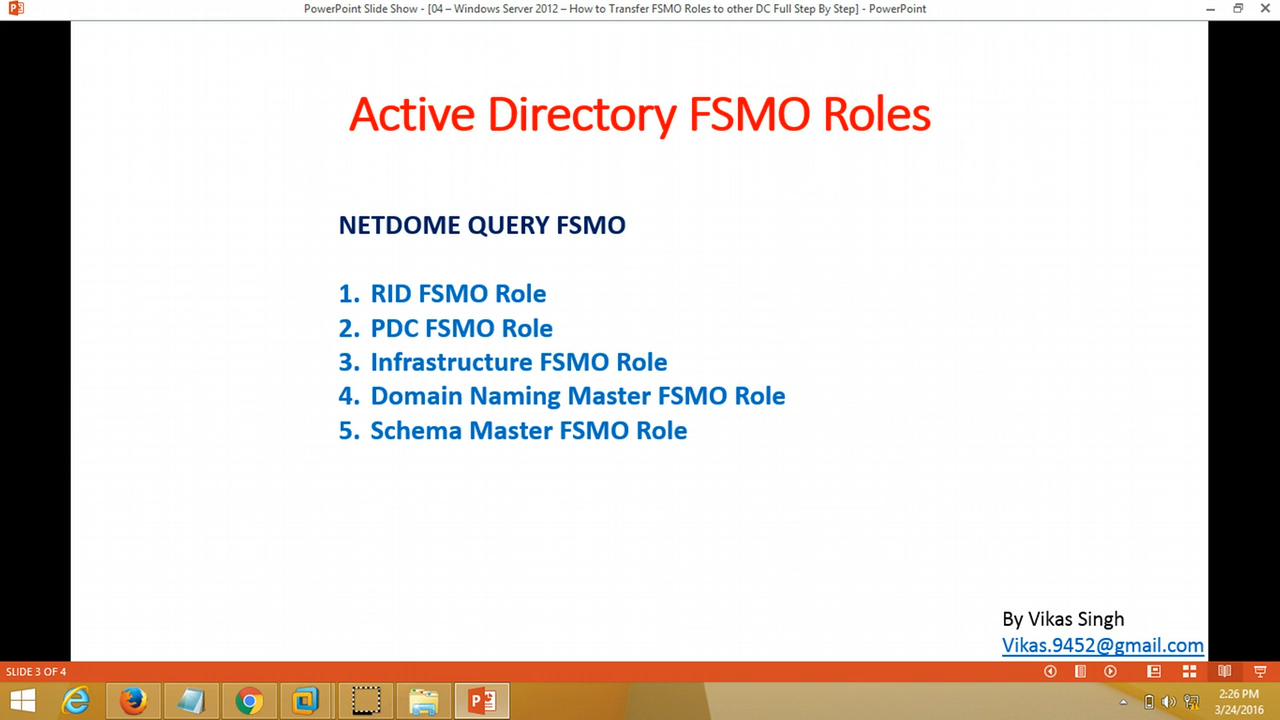 PowerPoint Slide Show - [04 – Windows Server 2012 – How to Transfer FSMO Roles to other DC Full Step By Step] - PowerPoint
Active Directory FSMO Roles
NETDOME QUERY FSMO
1. RID FSMO Role
2. PDC FSMO Role
3. Infrastructure FSMO Role
4. Domain Naming Master FSMO Role
5. Schema Master FSMO Role
By Vikas Singh
Vikas.9452@gmail.com
SLIDE 3 OF 4
2:26 PM
3/24/2016